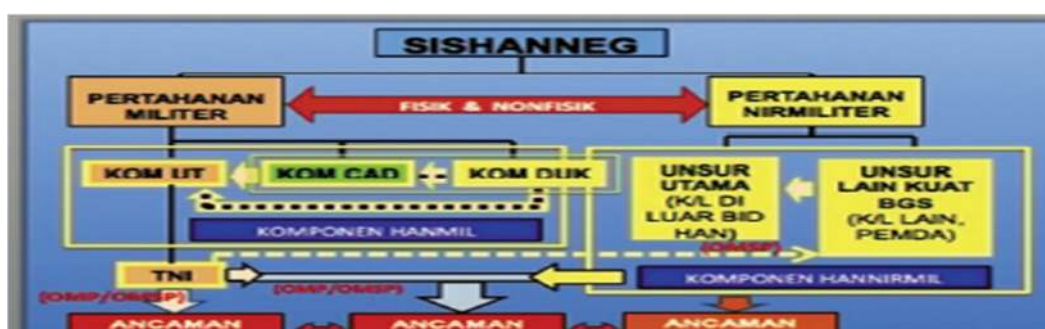 SISHANNEG
PERTAHANAN
MILITER
FISIK & NONFISIK
PERTAHANAN
NIRMILITER
KOM UT
KOM CAD
KOM DUK
UNSUR
UTAMA
(K/L DI
LUAR BID
HAN)
UNSUR
LAIN KUAT
BGS
(K/L LAIN,
PEMDA)
KOMPONEN HANMIL
(OMSP)
TNI
KOMPONEN HANNIRMIL
(OMP/OMSP)
(OMP/OMSP)
ANCAMAN
ANCAMAN
ANCAMAN